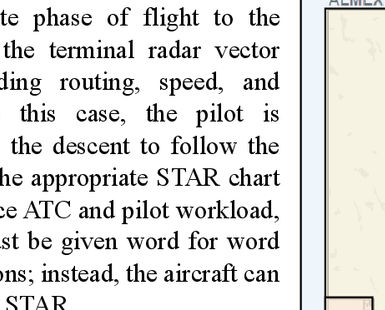 te phase of flight to the
the terminal radar vector
ding routing, speed, and
this case, the pilot is
the descent to follow the
he appropriate STAR chart
ce ATC and pilot workload,
ust be given word for word
ons; instead, the aircraft can
STAR